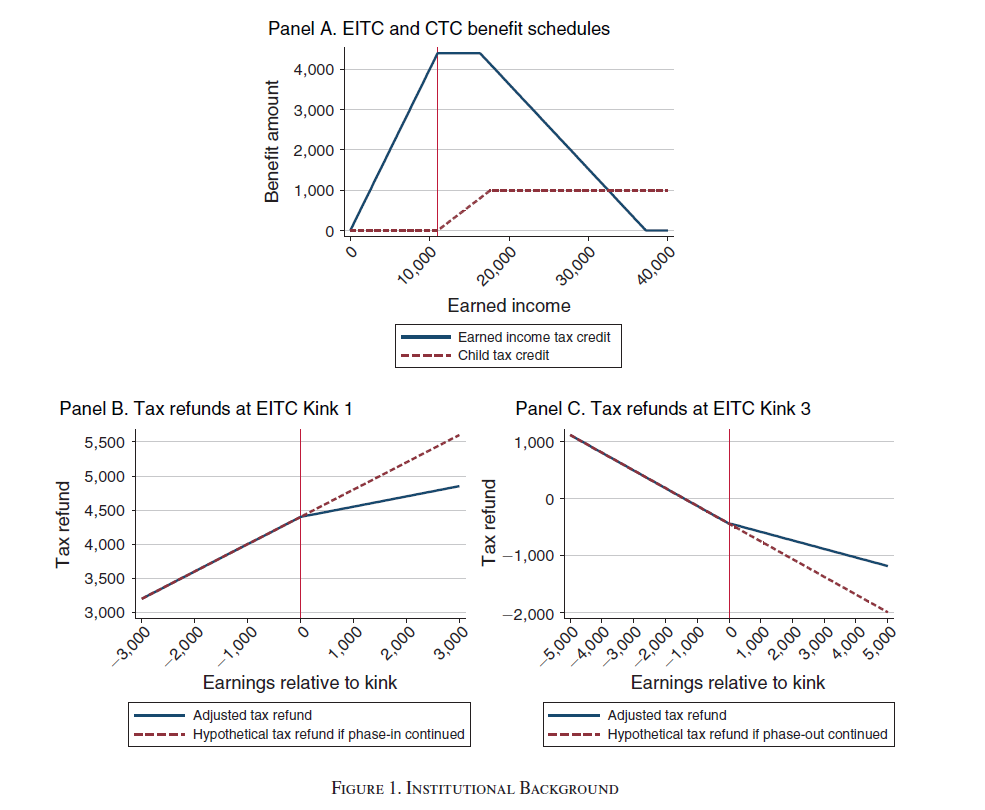 Panel A. EITC and CTC benefit schedules
Benefit amount
4,000
3,000
2,000
1,000
0
0
10,000
20,000
30,000
40,000
Earned income
Earned income tax credit
Child tax credit
Panel B. Tax refunds at EITC Kink 1
Tax refund
5,500
5,000
4,500
4,000
3,500
3,000
−3,000
−2,000
−1,000
0
1,000
2,000
3,000
Earnings relative to kink
Adjusted tax refund
Hypothetical tax refund if phase-in continued
Panel C. Tax refunds at EITC Kink 3
Tax refund
1,000
0
−1,000
−2,000
−5,000
−4,000
−3,000
−2,000
−1,000
0
1,000
2,000
3,000
4,000
5,000
Earnings relative to kink
Adjusted tax refund
Hypothetical tax refund if phase-out continued
Figure 1. Institutional Background